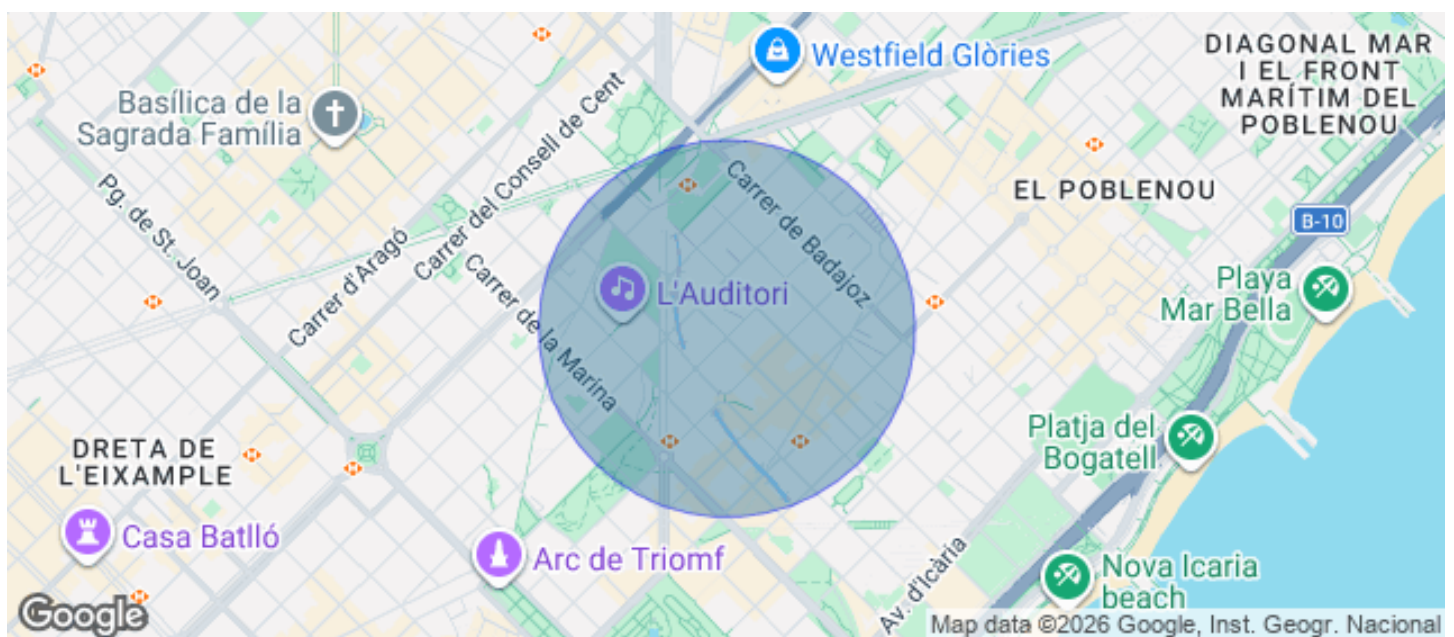 Westfield Glòries
DIAGONAL MAR
I EL FRONT
MARÍTIM DEL
POBLENOU
Basílica de la
Sagrada Família
Carrer del Consell de Cent
Carrer de Badajoz
EL POBLENOU
Pg. de St. Joan
B-10
Carrer d'Aragó
Carrer de la Marina
L'Auditori
Playa
Mar Bella
DRETA DE
L'EIXAMPLE
Platja del
Bogatell
Casa Batlló
Arc de Triomf
Av. d'Icària
Nova Icaria
beach
Google
Map data ©2026 Google, Inst. Geogr. Nacional